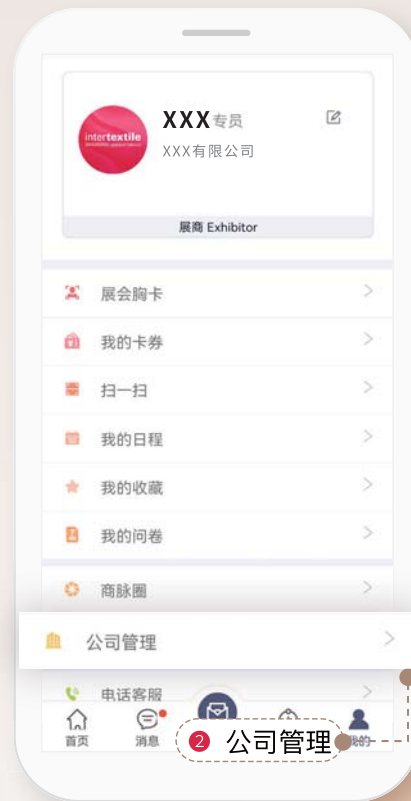 intertextile
XXX专员
XXX有限公司
展商 Exhibitor
展会胸卡
我的卡券
扫一扫
我的日程
我的收藏
我的问卷
商脉圈
公司管理
电话客服
首页
消息
2 公司管理
我的